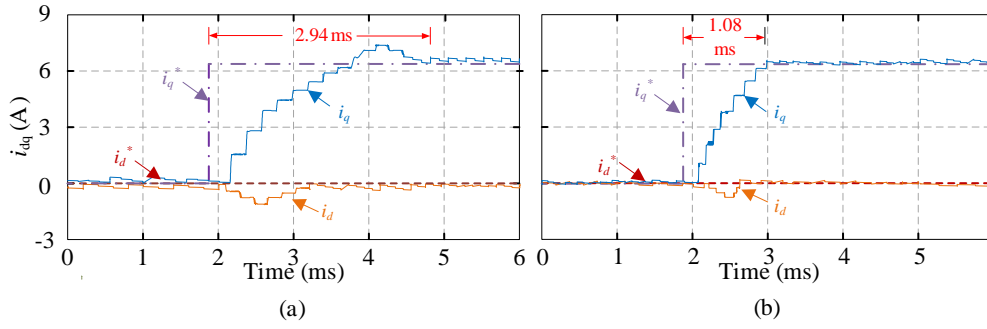 9
6
3
0
-3
i_dq (A)
2.94 ms
i_q*
i_q
i_d*
i_d
0 1 2 3 4 5 6
Time (ms)
(a)
1.08
ms
i_q*
i_q
i_d*
i_d
0 1 2 3 4 5
Time (ms)
(b)